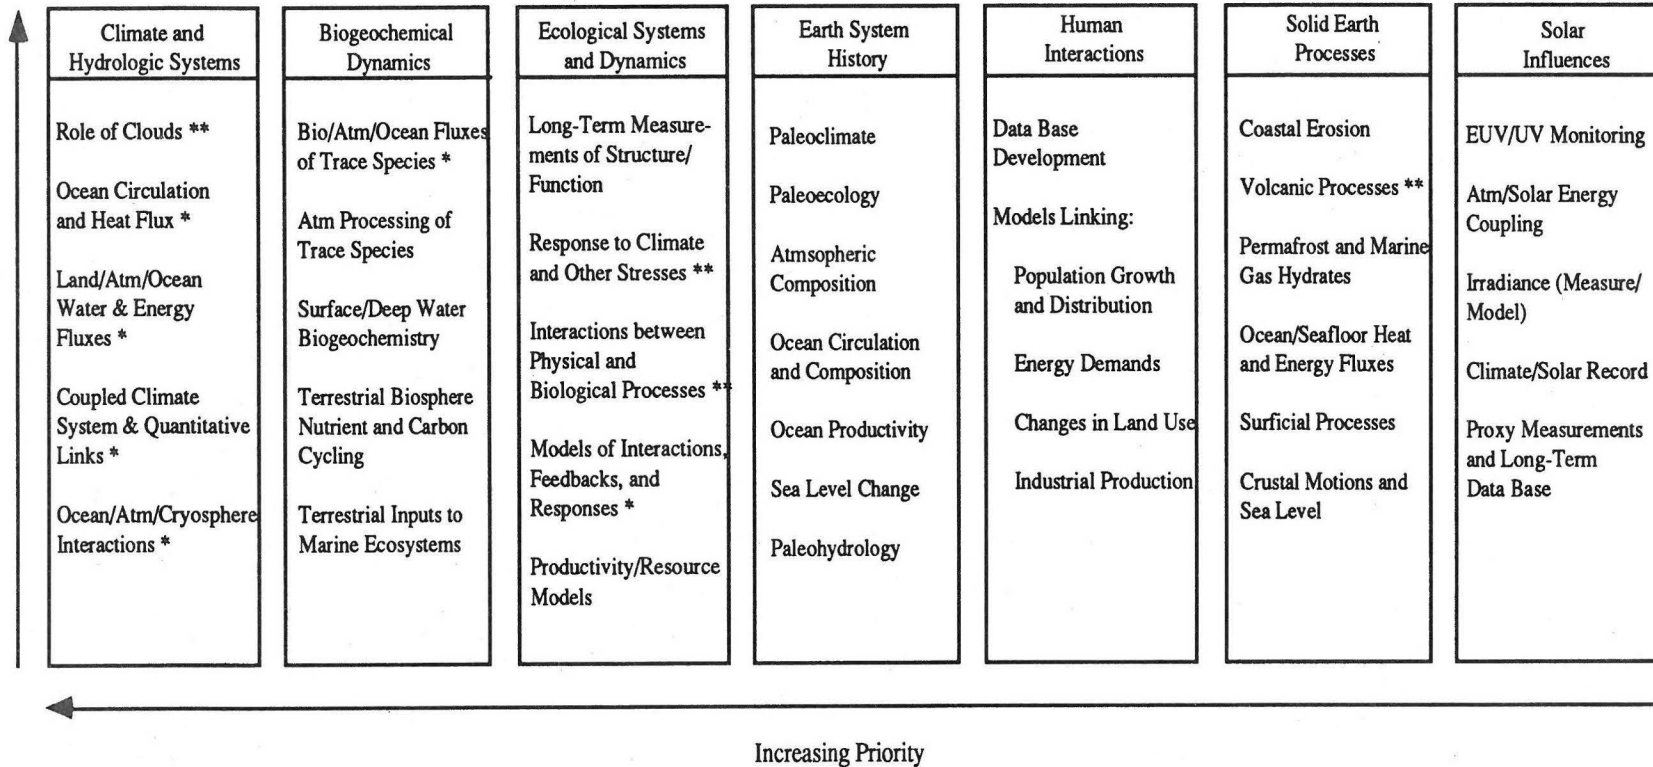 Climate and
Hydrologic Systems
Role of Clouds **
Ocean Circulation
and Heat Flux *
Land/Atm/Ocean
Water & Energy
Fluxes *
Coupled Climate
System & Quantitative
Links *
Ocean/Atm/Cryosphere
Interactions *
Biogeochemical
Dynamics
Bio/Atm/Ocean Fluxes
of Trace Species *
Atm Processing of
Trace Species
Surface/Deep Water
Biogeochemistry
Terrestrial Biosphere
Nutrient and Carbon
Cycling
Terrestrial Inputs to
Marine Ecosystems
Ecological Systems
and Dynamics
Long-Term Measure-
ments of Structure/
Function
Response to Climate
and Other Stresses **
Interactions between
Physical and
Biological Processes **
Models of Interactions,
Feedbacks, and
Responses *
Productivity/Resource
Models
Earth System
History
Paleoclimate
Paleoecology
Atmsopheric
Composition
Ocean Circulation
and Composition
Ocean Productivity
Sea Level Change
Paleohydrology
Human
Interactions
Data Base
Development
Models Linking:
Population Growth
and Distribution
Energy Demands
Changes in Land Use
Industrial Production
Solid Earth
Processes
Coastal Erosion
Volcanic Processes **
Permafrost and Marine
Gas Hydrates
Ocean/Seafloor Heat
and Energy Fluxes
Surficial Processes
Crustal Motions and
Sea Level
Solar
Influences
EUV/UV Monitoring
Atm/Solar Energy
Coupling
Irradiance (Measure/
Model)
Climate/Solar Record
Proxy Measurements
and Long-Term
Data Base
Increasing Priority